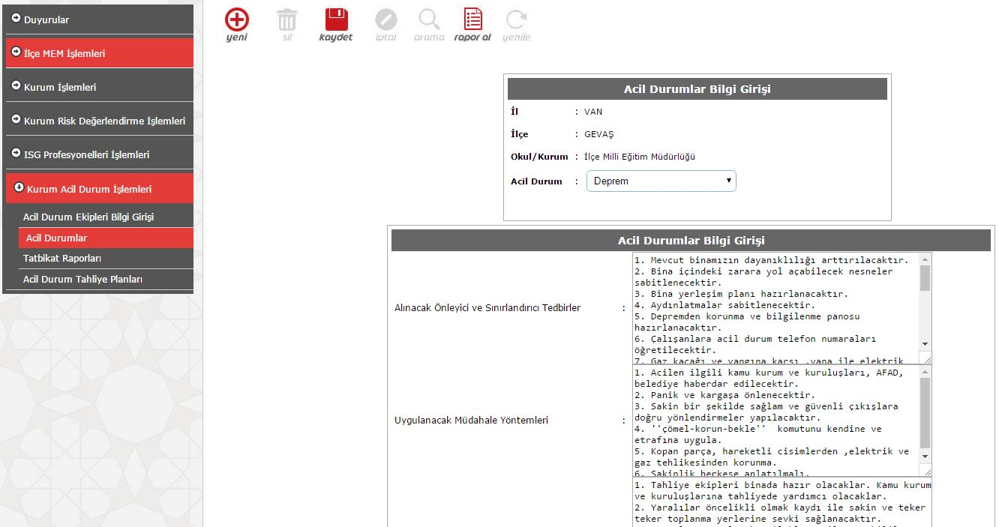 Duyurular
İlçe MEM İşlemleri
Kurum İşlemleri
Kurum Risk Değerlendirme İşlemleri
ISG Profesyonelleri İşlemleri
Kurum Acil Durum İşlemleri
Acil Durum Ekipleri Bilgi Girişi
Acil Durumlar
Tatbikat Raporları
Acil Durum Tahliye Planları
yeni sil kaydet iptal arama rapor al yenile
Acil Durumlar Bilgi Girişi
İl : VAN
İlçe : GEVAŞ
Okul/Kurum : İlçe Milli Eğitim Müdürlüğü
Acil Durum : Deprem
Acil Durumlar Bilgi Girişi
Alınacak Önleyici ve Sınırlandırıcı Tedbirler :
1. Mevcut binamızın dayanıklılığı arttırılacaktır.
2. Bina içindeki zarara yol açabilecek nesneler
sabitlenecektir.
3. Bina yerleşim planı hazırlanacaktır.
4. Aydınlatmalar sabitlenecektir.
5. Depremden korunma ve bilgilenme panosu
hazırlanacaktır.
6. Çalışanlara acil durum telefon numaraları
öğretilecektir.
7. Gaz kaçağı ve yangına karşı ,vana ile elektrik
Uygulanacak Müdahale Yöntemleri :
1. Acilen ilgili kamu kurum ve kuruluşları, AFAD,
belediye haberdar edilecektir.
2. Panik ve kargaşa önlenecektir.
3. Sakin bir şekilde sağlam ve güvenli çıkışlara
doğru yönlendirmeler yapılacaktır.
4. ''çömel-korun-bekle''  komutunu kendine ve
etrafına uygula.
5. Kopan parça, hareketli cisimlerden ,elektrik ve
gaz tehlikesinden korunma.
6. Sakinlik herkese anlatılmalı.
1. Tahliye ekipleri binada hazır olacaklar. Kamu kurum
ve kuruluşlarına tahliyede yardımcı olacaklar.
2. Yaralılar öncelikli olmak kaydı ile sakin ve teker
teker toplanma yerlerine sevki sağlanacaktır.